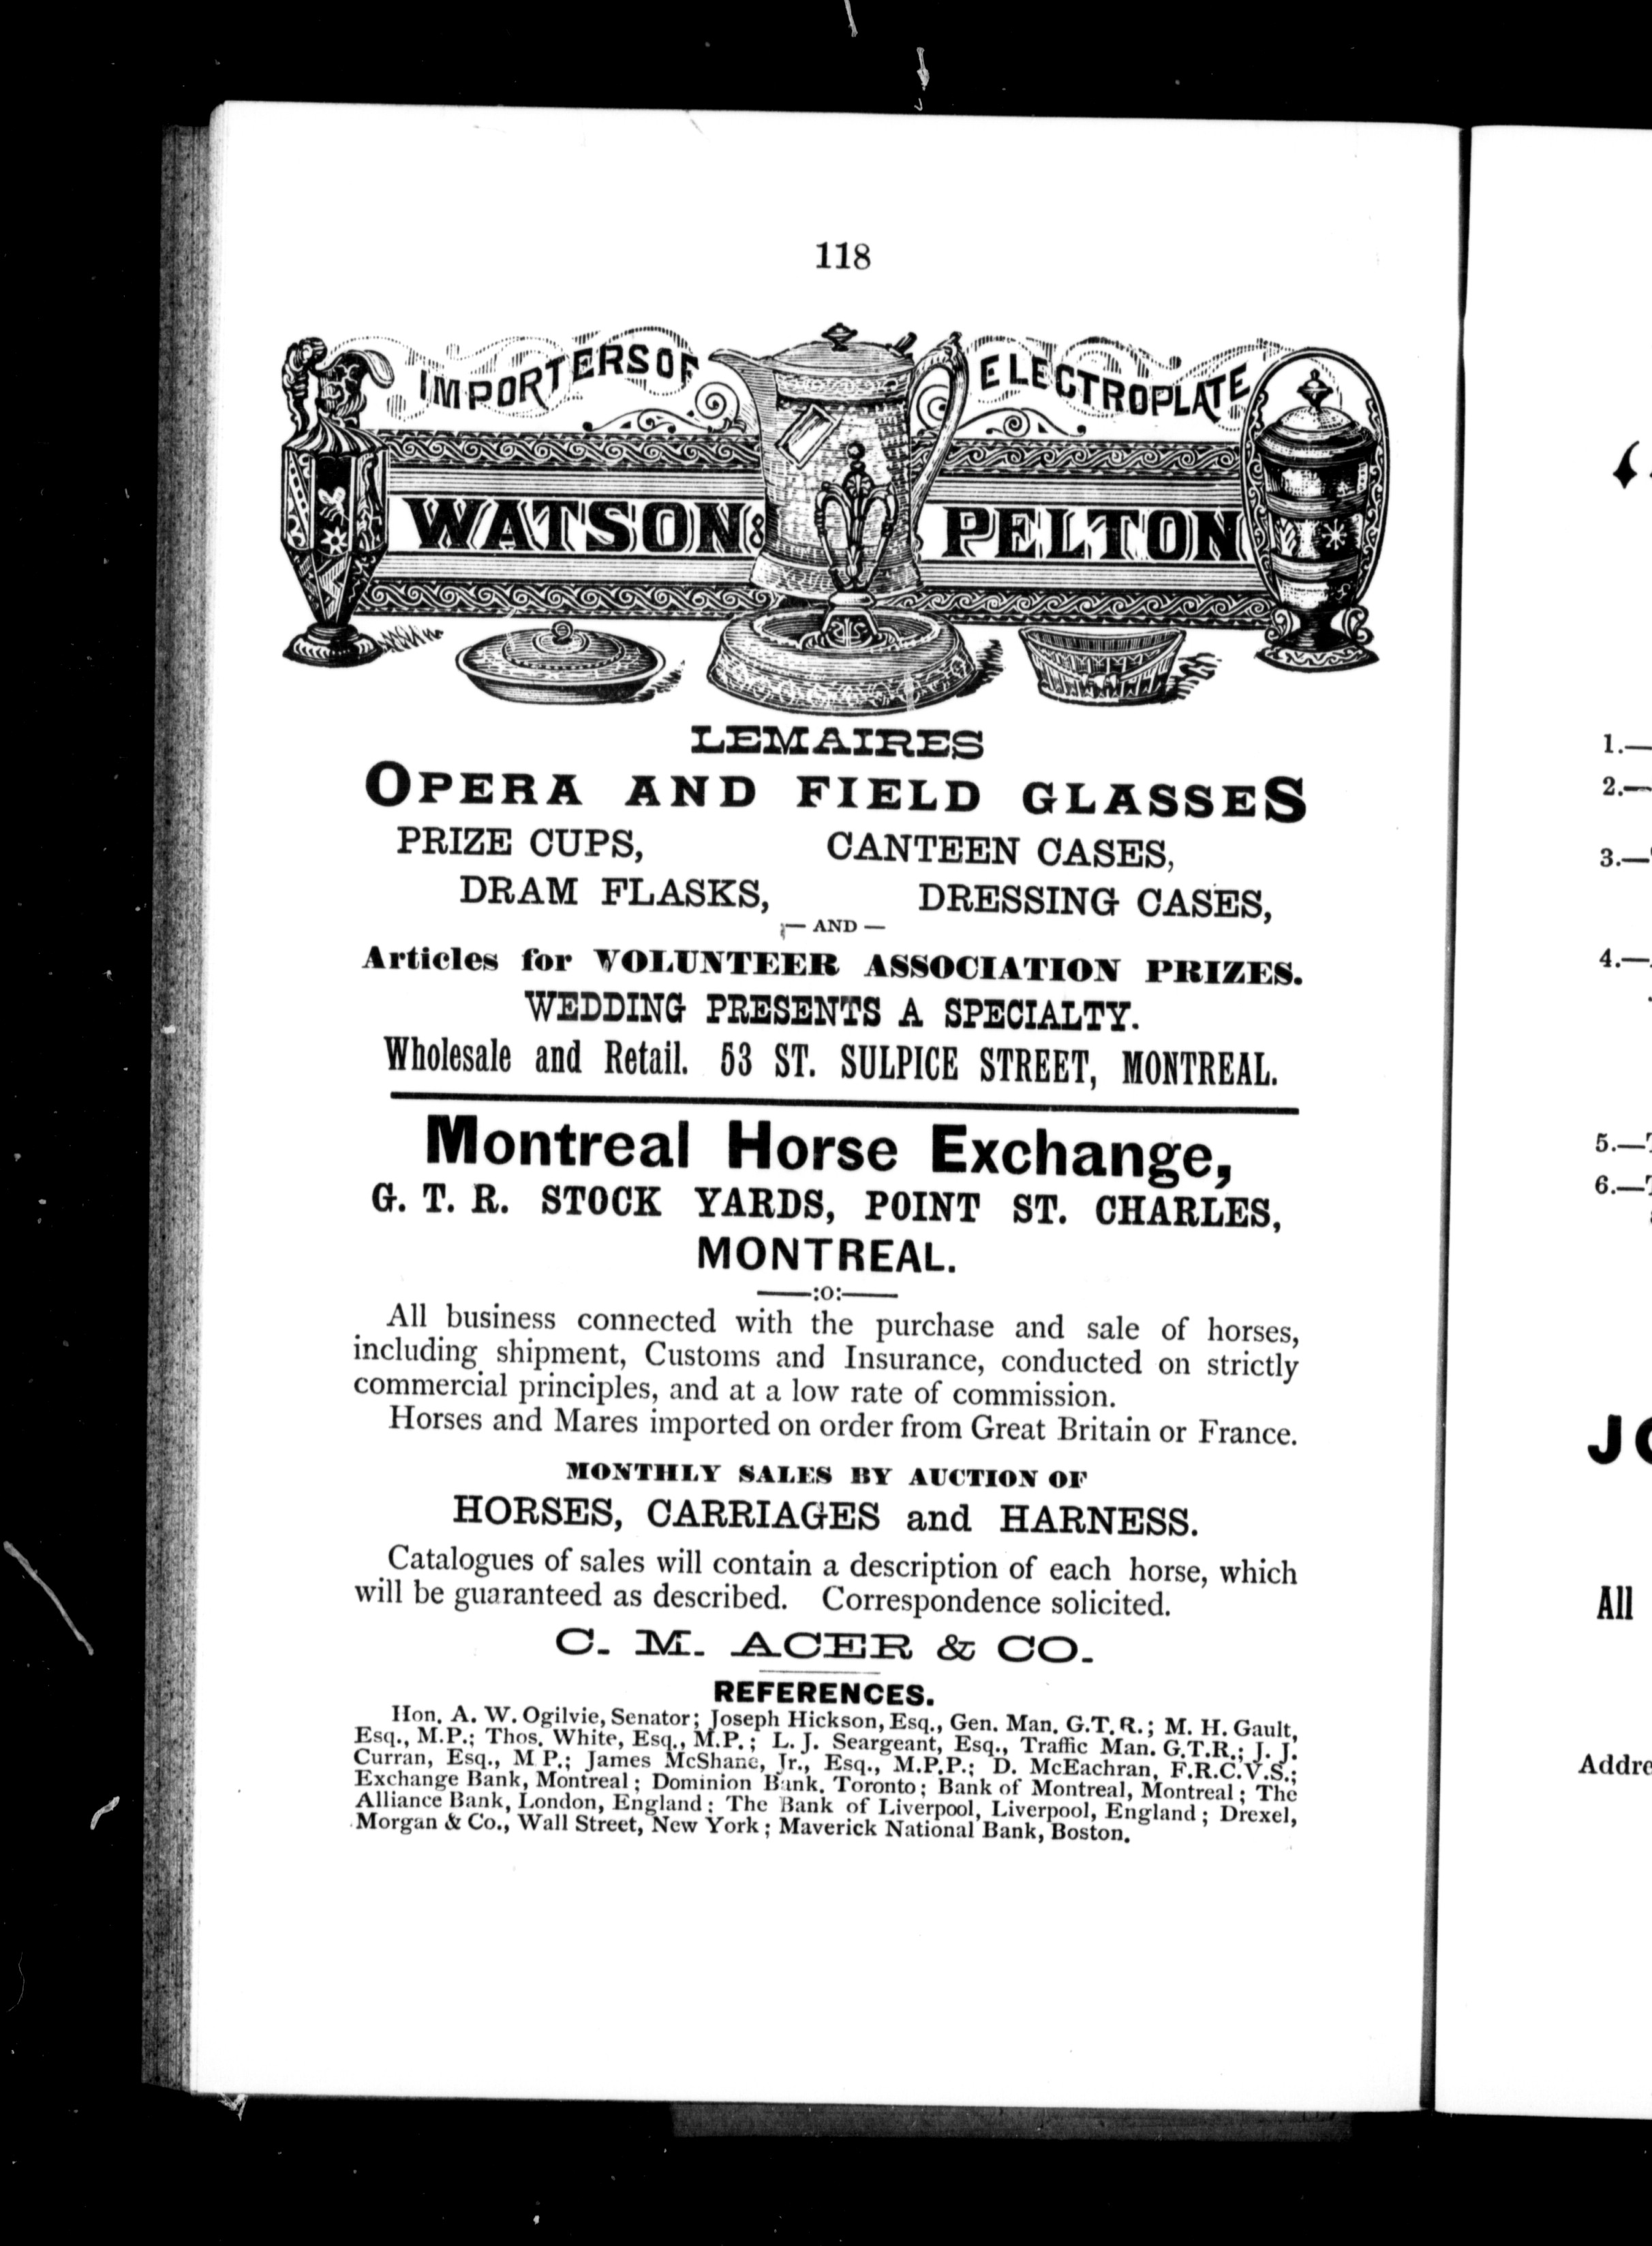 118
IMPORTERS OF ELECTROPLATE
WATSON & PELTON
LEMAIRES
OPERA AND FIELD GLASSES
PRIZE CUPS, CANTEEN CASES,
DRAM FLASKS, DRESSING CASES,
— AND —
Articles for VOLUNTEER ASSOCIATION PRIZES.
WEDDING PRESENTS A SPECIALTY.
Wholesale and Retail. 53 ST. SULPICE STREET, MONTREAL.
Montreal Horse Exchange,
G. T. R. STOCK YARDS, POINT ST. CHARLES,
MONTREAL.
——:o:——
All business connected with the purchase and sale of horses,
including shipment, Customs and Insurance, conducted on strictly
commercial principles, and at a low rate of commission.
Horses and Mares imported on order from Great Britain or France.
MONTHLY SALES BY AUCTION OF
HORSES, CARRIAGES and HARNESS.
Catalogues of sales will contain a description of each horse, which
will be guaranteed as described. Correspondence solicited.
C. M. ACER & CO.
REFERENCES.
Hon. A. W. Ogilvie, Senator; Joseph Hickson, Esq., Gen. Man. G.T.R.; M. H. Gault,
Esq., M.P.; Thos. White, Esq., M.P.; L. J. Seargeant, Esq., Traffic Man. G.T.R.; J. J.
Curran, Esq., M P.; James McShane, Jr., Esq., M.P.P.; D. McEachran, F.R.C.V.S.;
Exchange Bank, Montreal; Dominion Bank. Toronto; Bank of Montreal, Montreal; The
Alliance Bank, London, England; The Bank of Liverpool, Liverpool, England; Drexel,
Morgan & Co., Wall Street, New York; Maverick National Bank, Boston.
1.—
2.—
3.—
4.—
5.—
6.—
JO
All
Addre